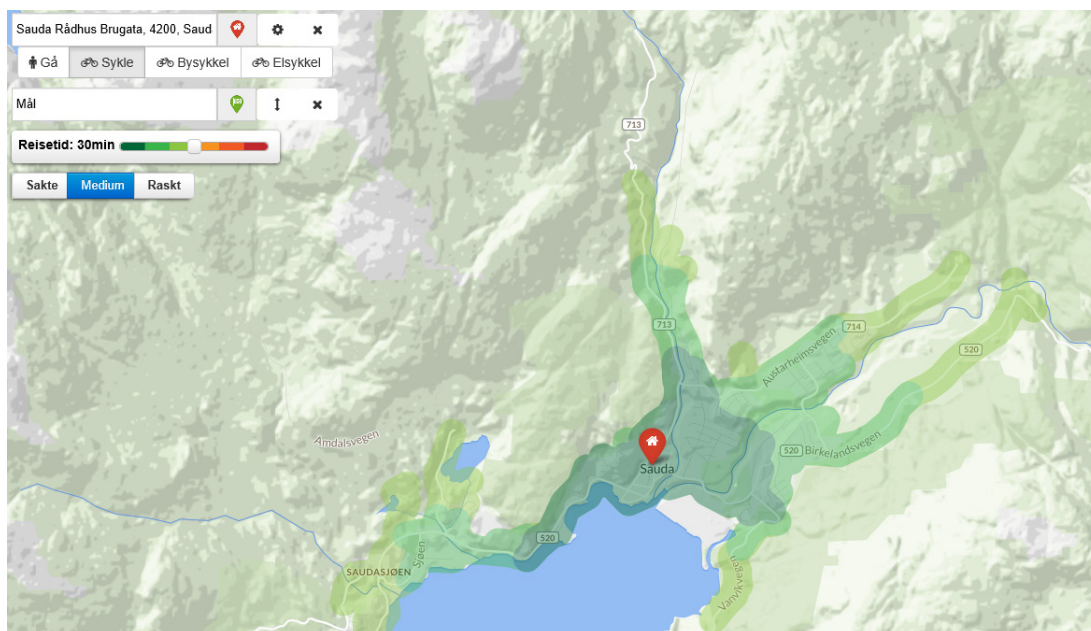 Sauda Rådhus Brugata, 4200, Saud
Gå Sykle Bysykkel Elsykkel
Mål
Reisetid: 30min
Sakte Medium Raskt
713
713
714
Austarheimsvegen
520
520 Birkelandsvegen
Amdalsvegen
Sauda
520
Sjøen
SAUDASJØEN
Vanvikvegen